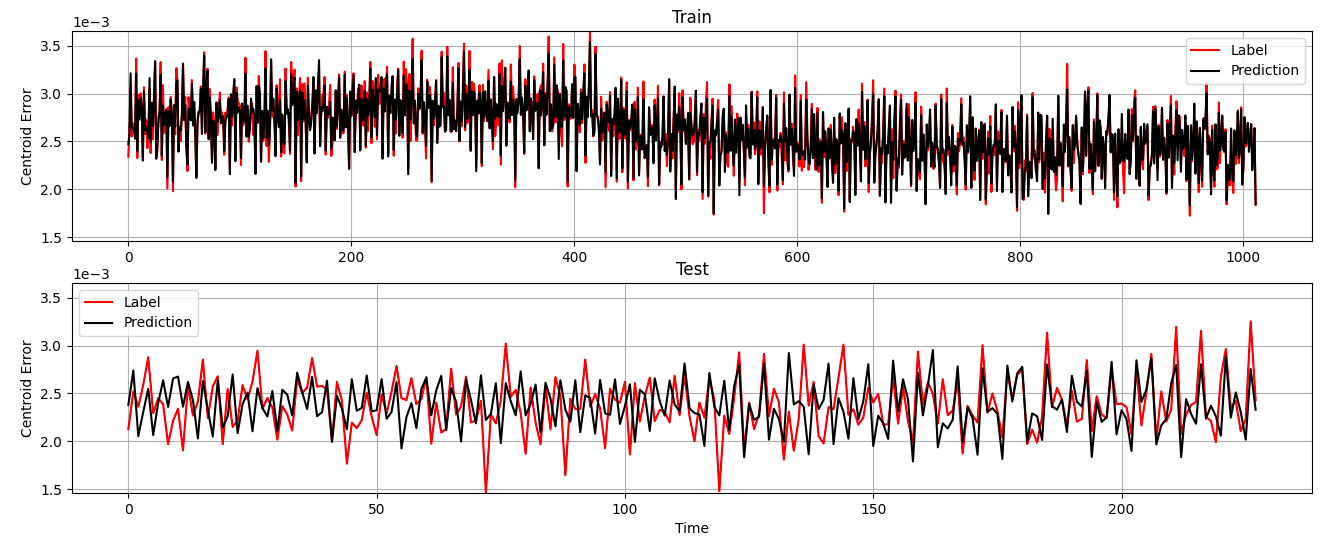 Train
1e−3
3.5
3.0
2.5
2.0
1.5
Centroid Error
Label
Prediction
0 200 400 600 800 1000
Test
1e−3
3.5
3.0
2.5
2.0
1.5
Centroid Error
Label
Prediction
0 50 100 150 200
Time